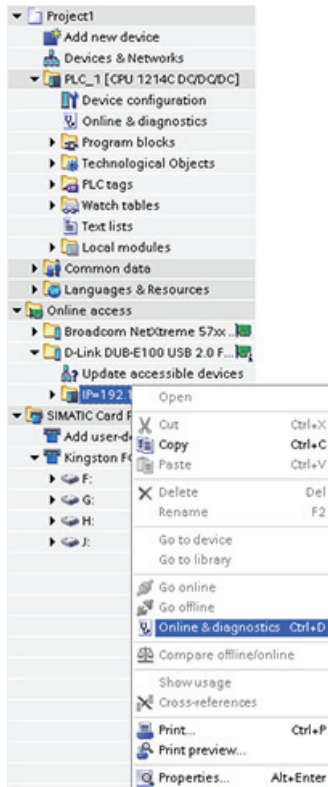 Project1
Add new device
Devices & Networks
PLC_1 [CPU 1214C DC/DC/DC]
Device configuration
Online & diagnostics
Program blocks
Technological Objects
PLC tags
Watch tables
Text lists
Local modules
Common data
Languages & Resources
Online access
Broadcom NetXtreme 57xx
D-Link DUB-E100 USB 2.0 F...
Update accessible devices
IP=192.1
Open
SIMATIC Card
Cut Ctrl+X
Add user-d
Copy Ctrl+C
Kingston
Paste Ctrl+V
F:
Delete Del
G:
Rename F2
H:
Go to device
J:
Go to library
Go online
Go offline
Online & diagnostics Ctrl+D
Compare offline/online
Show usage
Cross-references
Print... Ctrl+P
Print preview...
Properties... Alt+Enter